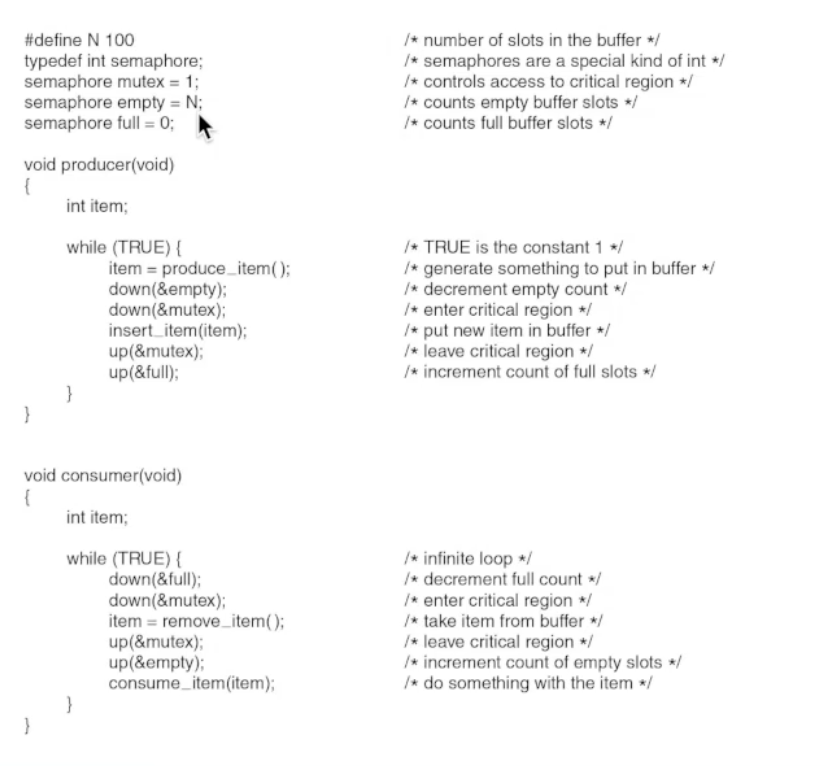 #define N 100 /* number of slots in the buffer */
typedef int semaphore; /* semaphores are a special kind of int */
semaphore mutex = 1; /* controls access to critical region */
semaphore empty = N; /* counts empty buffer slots */
semaphore full = 0; /* counts full buffer slots */
void producer(void)
{
int item;
while (TRUE) { /* TRUE is the constant 1 */
item = produce_item( ); /* generate something to put in buffer */
down(&empty); /* decrement empty count */
down(&mutex); /* enter critical region */
insert_item(item); /* put new item in buffer */
up(&mutex); /* leave critical region */
up(&full); /* increment count of full slots */
}
}
void consumer(void)
{
int item;
while (TRUE) { /* infinite loop */
down(&full); /* decrement full count */
down(&mutex); /* enter critical region */
item = remove_item( ); /* take item from buffer */
up(&mutex); /* leave critical region */
up(&empty); /* increment count of empty slots */
consume_item(item); /* do something with the item */
}
}